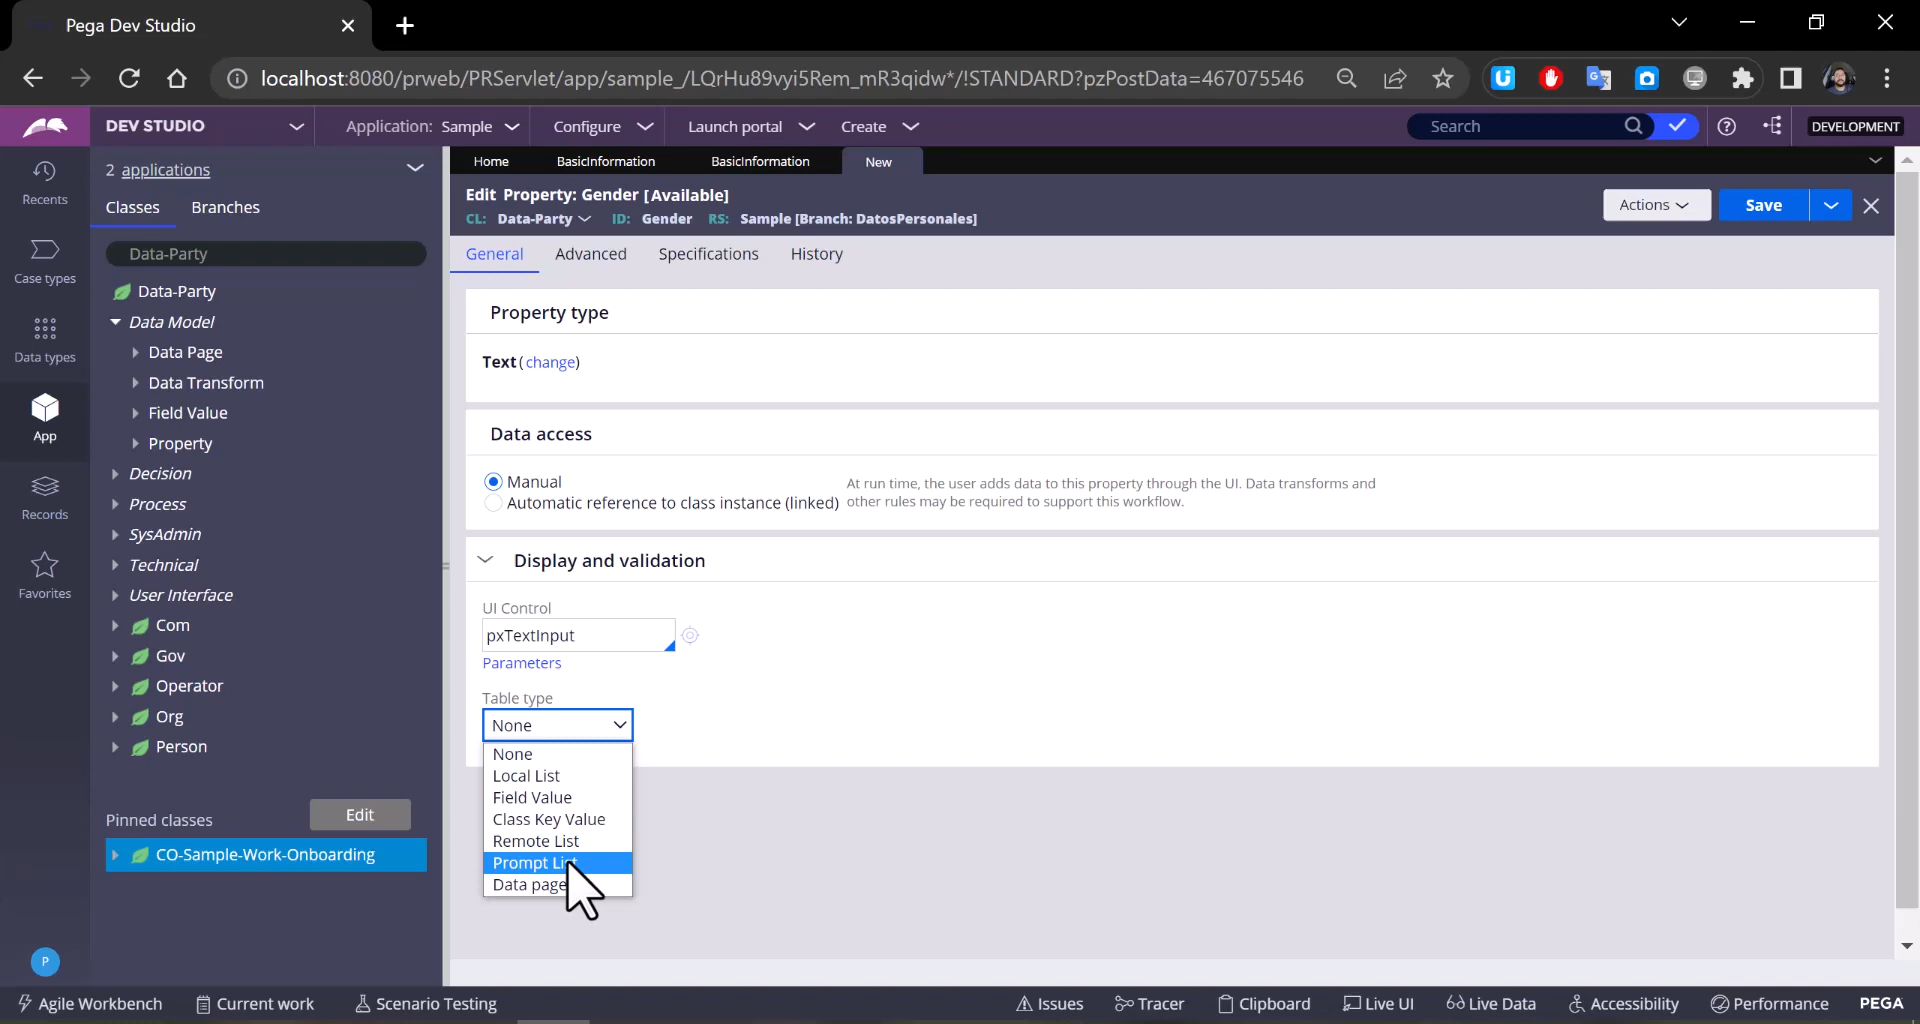 Pega Dev Studio
localhost:8080/prweb/PRServlet/app/sample_/LQrHu89vyi5Rem_mR3qidw*/!STANDARD?pzPostData=467075546
DEV STUDIO
Application: Sample
Configure
Launch portal
Create
Search
DEVELOPMENT
Recents
Case types
Data types
App
Records
Favorites
P
2 applications
Classes
Branches
Data-Party
Data-Party
Data Model
Data Page
Data Transform
Field Value
Property
Decision
Process
SysAdmin
Technical
User Interface
Com
Gov
Operator
Org
Person
Pinned classes
Edit
CO-Sample-Work-Onboarding
Home
BasicInformation
BasicInformation
New
Edit Property: Gender [Available]
CL: Data-Party ID: Gender RS: Sample [Branch: DatosPersonales]
Actions
Save
General
Advanced
Specifications
History
Property type
Text (change)
Data access
Manual
Automatic reference to class instance (linked)
At run time, the user adds data to this property through the UI. Data transforms and
other rules may be required to support this workflow.
Display and validation
UI Control
pxTextInput
Parameters
Table type
None
None
Local List
Field Value
Class Key Value
Remote List
Prompt List
Data page
Agile Workbench
Current work
Scenario Testing
Issues
Tracer
Clipboard
Live UI
Live Data
Accessibility
Performance
PEGA